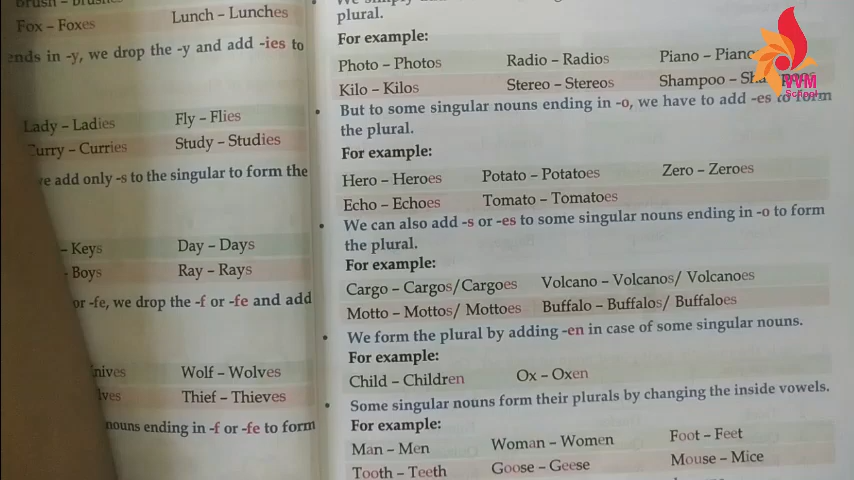 Brush – Brushes
Fox – Foxes
Lunch – Lunches
ends in -y, we drop the -y and add -ies to
Lady – Ladies
Fly – Flies
Curry – Curries
Study – Studies
we add only -s to the singular to form the
– Keys
Day – Days
– Boys
Ray – Rays
or -fe, we drop the -f or -fe and add
Wolf – Wolves
Thief – Thieves
nouns ending in -f or -fe to form
plural.
For example:
Photo – Photos
Radio – Radios
Piano –
Kilo – Kilos
Stereo – Stereos
Shampoo –
But to some singular nouns ending in -o, we have to add -es to form
the plural.
For example:
Hero – Heroes
Potato – Potatoes
Zero – Zeroes
Echo – Echoes
Tomato – Tomatoes
We can also add -s or -es to some singular nouns ending in -o to form
the plural.
For example:
Cargo – Cargos/Cargoes
Volcano – Volcanos/ Volcanoes
Motto – Mottos/ Mottoes
Buffalo – Buffalos/ Buffaloes
We form the plural by adding -en in case of some singular nouns.
For example:
Child – Children
Ox – Oxen
Some singular nouns form their plurals by changing the inside vowels.
For example:
Man – Men
Woman – Women
Foot – Feet
Tooth – Teeth
Goose – Geese
Mouse – Mice
YVM
School